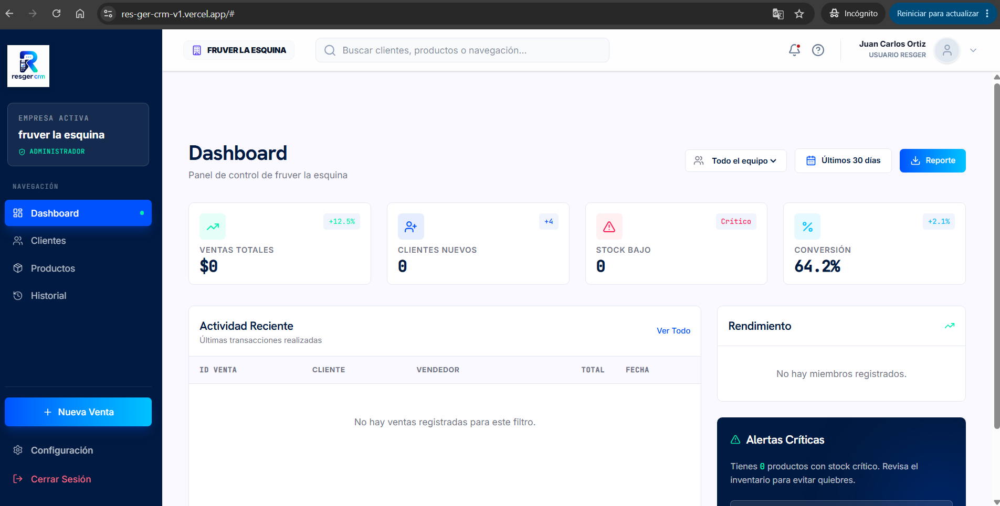 res-ger-crm-v1.vercel.app/#
Incógnito
Reiniciar para actualizar
resger crm
EMPRESA ACTIVA
fruver la esquina
ADMINISTRADOR
NAVEGACIÓN
Dashboard
Clientes
Productos
Historial
+ Nueva Venta
Configuración
Cerrar Sesión
FRUVER LA ESQUINA
Buscar clientes, productos o navegación...
Juan Carlos Ortiz
USUARIO RESGER
Dashboard
Panel de control de fruver la esquina
Todo el equipo
Últimos 30 días
Reporte
+12.5%
VENTAS TOTALES
$0
+4
CLIENTES NUEVOS
0
Crítico
STOCK BAJO
0
+2.1%
CONVERSIÓN
64.2%
Actividad Reciente
Últimas transacciones realizadas
Ver Todo
ID VENTA CLIENTE VENDEDOR TOTAL FECHA
No hay ventas registradas para este filtro.
Rendimiento
No hay miembros registrados.
Alertas Críticas
Tienes 0 productos con stock crítico. Revisa el
inventario para evitar quiebres.